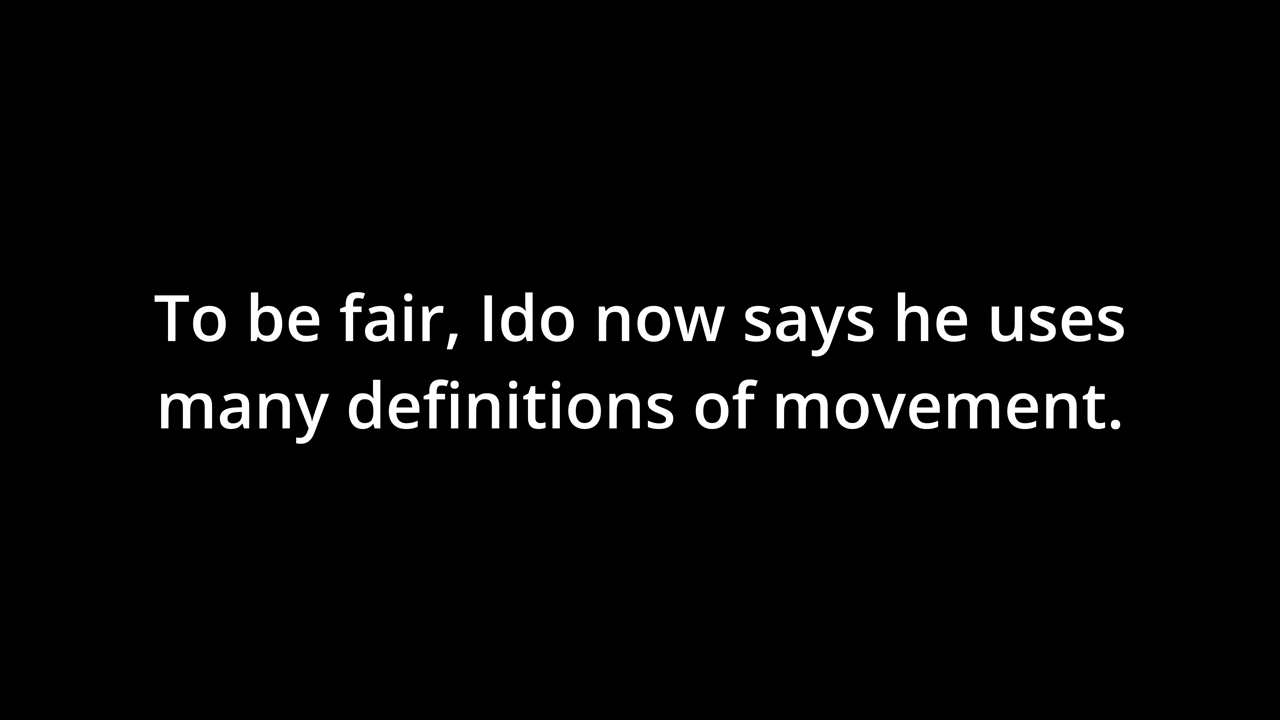 To be fair, Ido now says he uses
many definitions of movement.